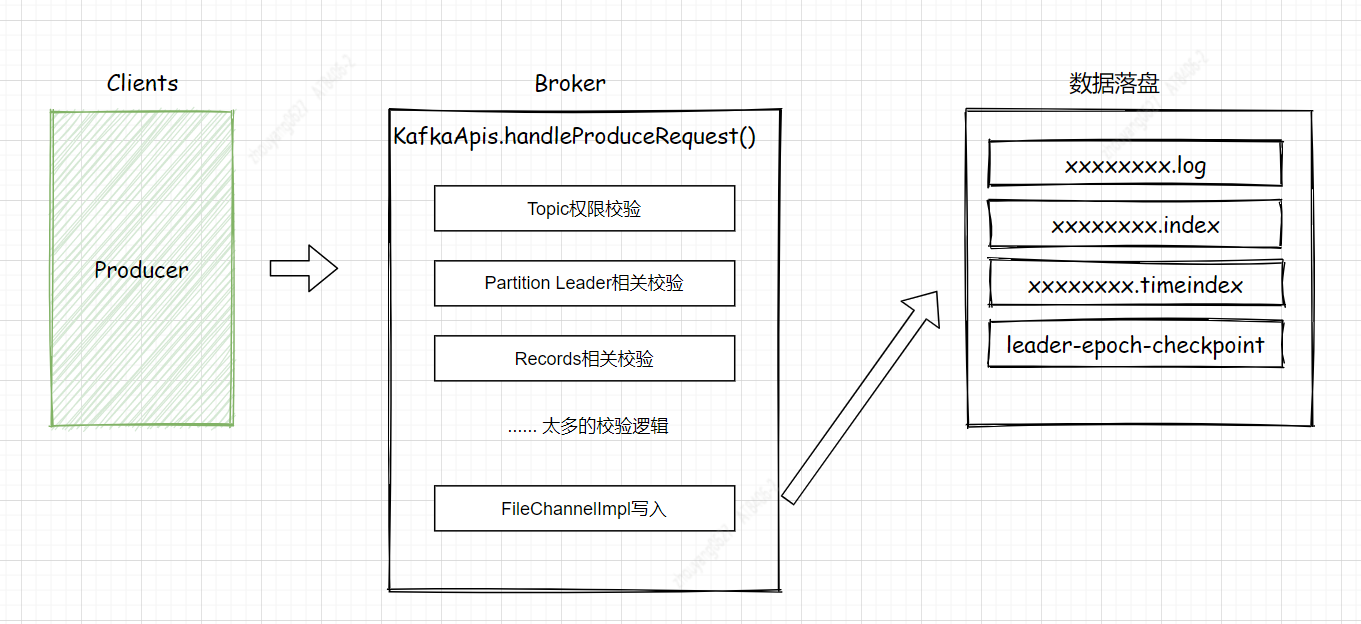 Clients
Producer
Broker
KafkaApis.handleProduceRequest()
Topic权限校验
Partition Leader相关校验
Records相关校验
...... 太多的校验逻辑
FileChannelImpl写入
数据落盘
xxxxxxxx.log
xxxxxxxx.index
xxxxxxxx.timeindex
leader-epoch-checkpoint